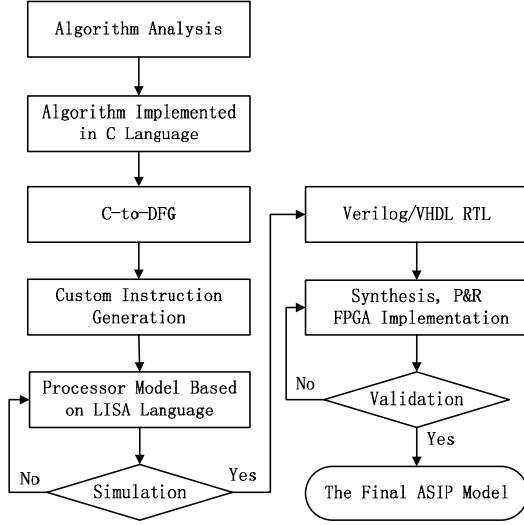 Algorithm Analysis
Algorithm Implemented
in C Language
C-to-DFG
Custom Instruction
Generation
Processor Model Based
on LISA Language
No
Simulation
Yes
Verilog/VHDL RTL
Synthesis, P&R
FPGA Implementation
No
Validation
Yes
The Final ASIP Model